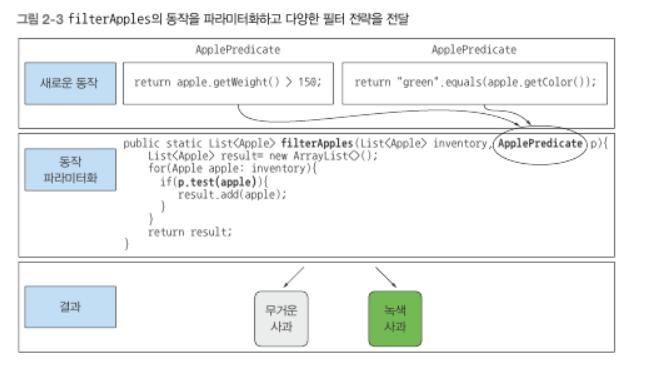 그림 2-3 filterApples의 동작을 파라미터화하고 다양한 필터 전략을 전달
ApplePredicate
ApplePredicate
새로운 동작
return apple.getWeight() > 150;
return "green".equals(apple.getColor());
동작
파라미터화
public static List<Apple> filterApples(List<Apple> inventory, ApplePredicate p){
List<Apple> result= new ArrayList<>();
for(Apple apple: inventory){
if(p.test(apple)){
result.add(apple);
}
}
return result;
}
결과
무거운
사과
녹색
사과